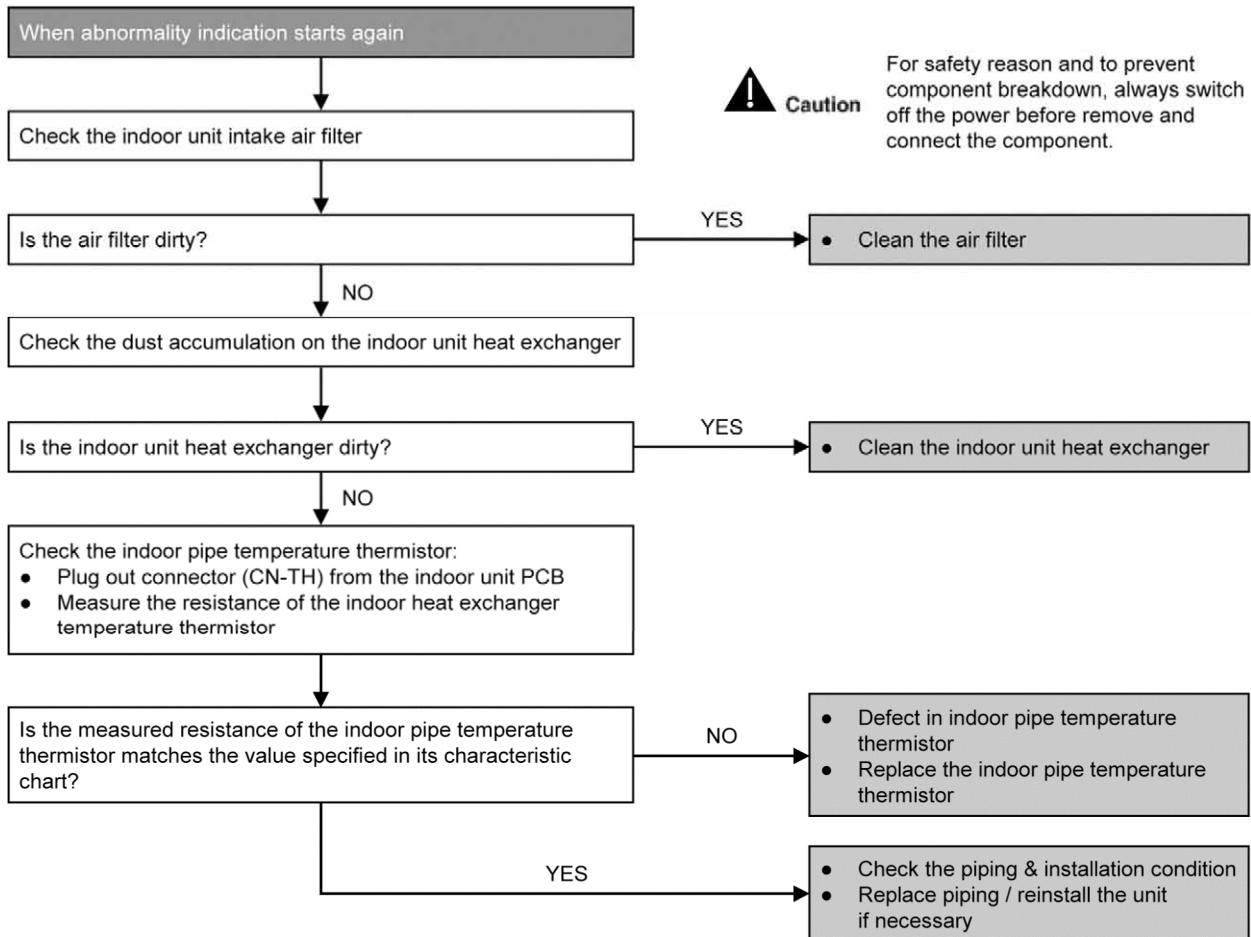 When abnormality indication starts again
Caution
For safety reason and to prevent
component breakdown, always switch
off the power before remove and
connect the component.
Check the indoor unit intake air filter
Is the air filter dirty?
YES
● Clean the air filter
NO
Check the dust accumulation on the indoor unit heat exchanger
Is the indoor unit heat exchanger dirty?
YES
● Clean the indoor unit heat exchanger
NO
Check the indoor pipe temperature thermistor:
● Plug out connector (CN-TH) from the indoor unit PCB
● Measure the resistance of the indoor heat exchanger
temperature thermistor
Is the measured resistance of the indoor pipe temperature
thermistor matches the value specified in its characteristic
chart?
NO
● Defect in indoor pipe temperature
thermistor
● Replace the indoor pipe temperature
thermistor
YES
● Check the piping & installation condition
● Replace piping / reinstall the unit
if necessary